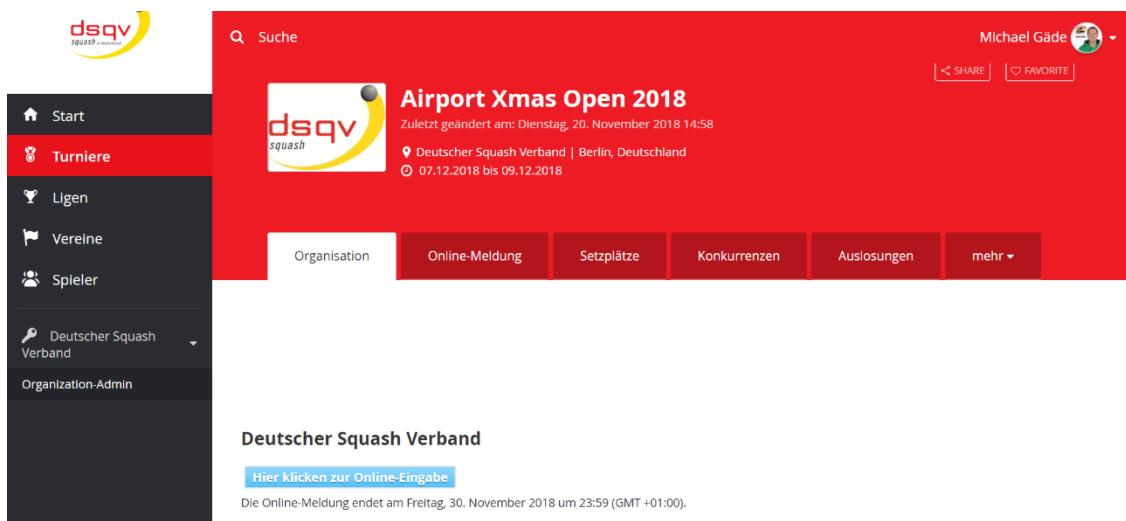 dsqv
squash in deutschland
Start
Turniere
Ligen
Vereine
Spieler
Deutscher Squash
Verband
Organization-Admin
Suche
Michael Gäde
SHARE
FAVORITE
dsqv
squash
Airport Xmas Open 2018
Zuletzt geändert am: Dienstag, 20. November 2018 14:58
Deutscher Squash Verband | Berlin, Deutschland
07.12.2018 bis 09.12.2018
Organisation
Online-Meldung
Setzplätze
Konkurrenzen
Auslosungen
mehr
Deutscher Squash Verband
Hier klicken zur Online-Eingabe
Die Online-Meldung endet am Freitag, 30. November 2018 um 23:59 (GMT +01:00).